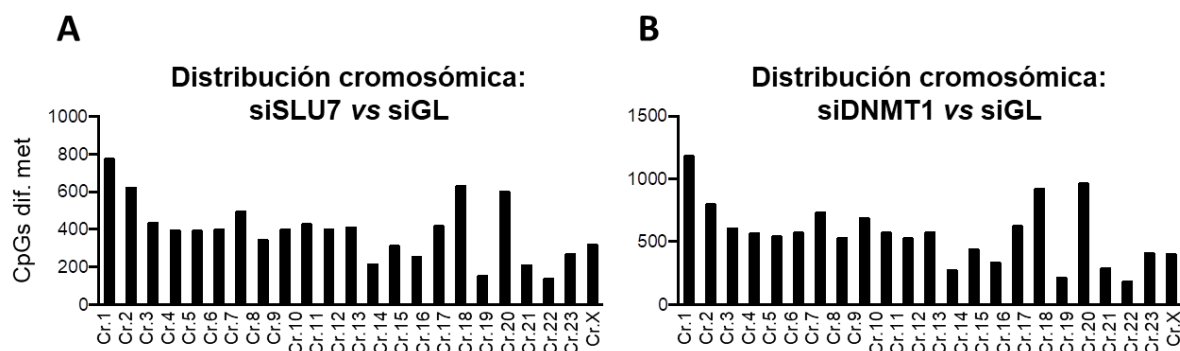 A
Distribución cromosómica:
siSLU7 vs siGL
CpGs dif. met
1000
800
600
400
200
0
Cr.1
Cr.2
Cr.3
Cr.4
Cr.5
Cr.6
Cr.7
Cr.8
Cr.9
Cr.10
Cr.11
Cr.12
Cr.13
Cr.14
Cr.15
Cr.16
Cr.17
Cr.18
Cr.19
Cr.20
Cr.21
Cr.22
Cr.23
Cr.X
B
Distribución cromosómica:
siDNMT1 vs siGL
1500
1000
500
0
Cr.1
Cr.2
Cr.3
Cr.4
Cr.5
Cr.6
Cr.7
Cr.8
Cr.9
Cr.10
Cr.11
Cr.12
Cr.13
Cr.14
Cr.15
Cr.16
Cr.17
Cr.18
Cr.19
Cr.20
Cr.21
Cr.22
Cr.23
Cr.X